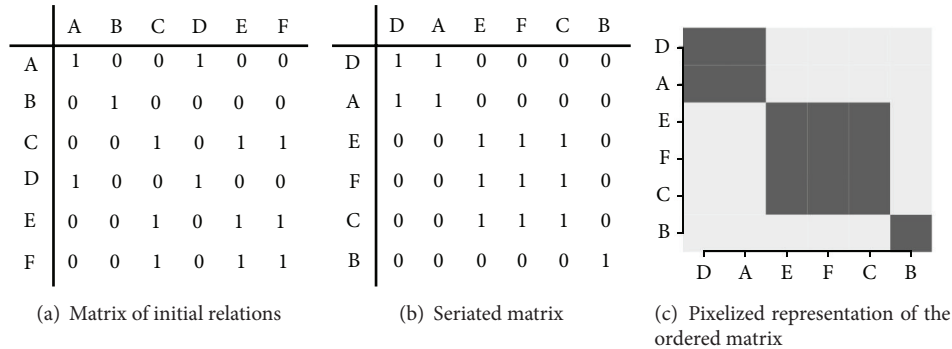 A B C D E F
A 1 0 0 1 0 0
B 0 1 0 0 0 0
C 0 0 1 0 1 1
D 1 0 0 1 0 0
E 0 0 1 0 1 1
F 0 0 1 0 1 1
(a) Matrix of initial relations
D A E F C B
D 1 1 0 0 0 0
A 1 1 0 0 0 0
E 0 0 1 1 1 0
F 0 0 1 1 1 0
C 0 0 1 1 1 0
B 0 0 0 0 0 1
(b) Seriated matrix
D
A
E
F
C
B
D A E F C B
(c) Pixelized representation of the
ordered matrix